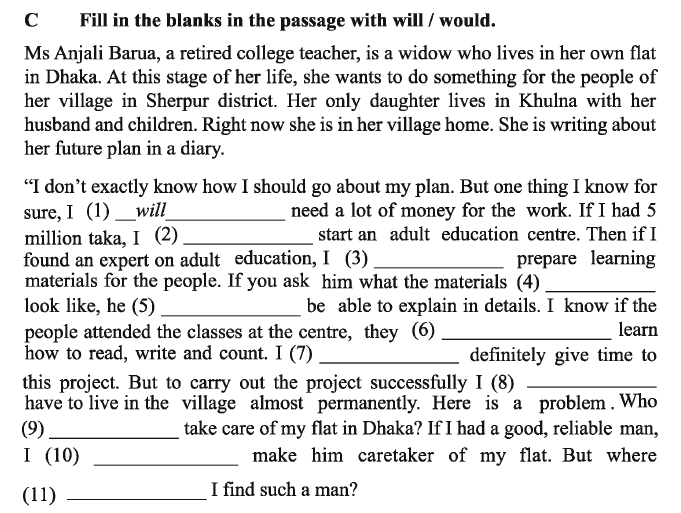 C Fill in the blanks in the passage with will / would.
Ms Anjali Barua, a retired college teacher, is a widow who lives in her own flat
in Dhaka. At this stage of her life, she wants to do something for the people of
her village in Sherpur district. Her only daughter lives in Khulna with her
husband and children. Right now she is in her village home. She is writing about
her future plan in a diary.
“I don’t exactly know how I should go about my plan. But one thing I know for
sure, I (1) __will____________ need a lot of money for the work. If I had 5
million taka, I (2) ______________ start an adult education centre. Then if I
found an expert on adult education, I (3) ______________ prepare learning
materials for the people. If you ask him what the materials (4) ____________
look like, he (5) _______________ be able to explain in details. I know if the
people attended the classes at the centre, they (6) __________________ learn
how to read, write and count. I (7) _______________ definitely give time to
this project. But to carry out the project successfully I (8) ______________
have to live in the village almost permanently. Here is a problem. Who
(9) ______________ take care of my flat in Dhaka? If I had a good, reliable man,
I (10) ________________ make him caretaker of my flat. But where
(11) _______________ I find such a man?